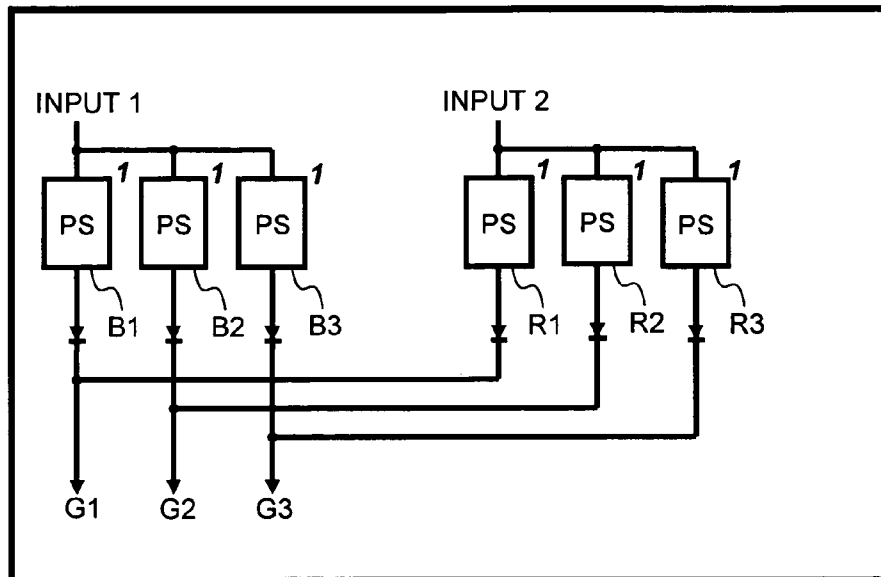 INPUT 1 INPUT 2
1 1 1 1 1 1
PS PS PS PS PS PS
B1 B2 B3 R1 R2 R3
G1 G2 G3